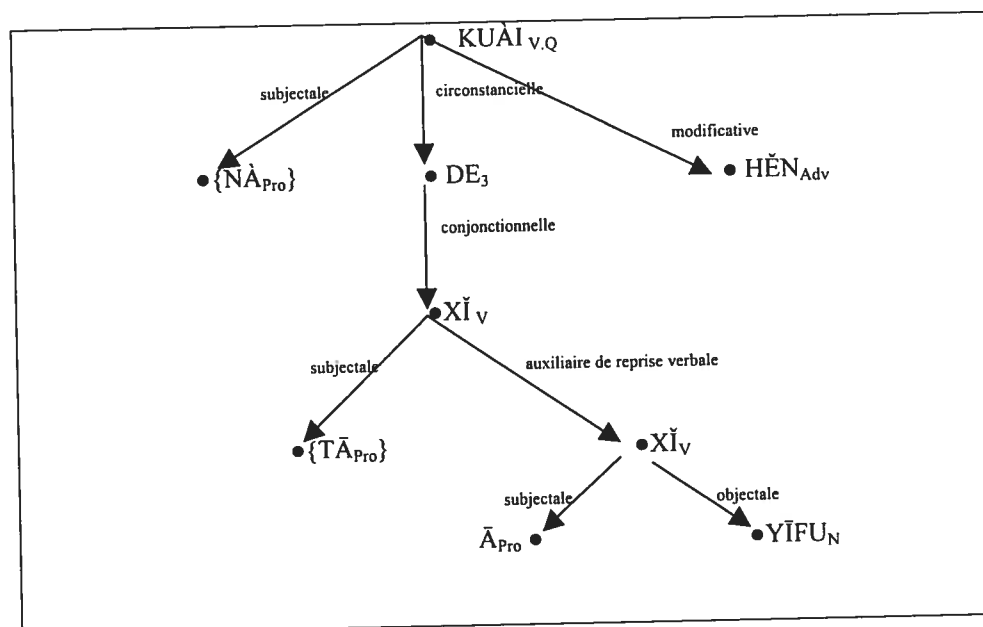 KUÀI V.Q
subjectale
circonstancielle
modificative
{NÀPro}
DE3
HĚNAdv
conjonctionnelle
XǏ V
subjectale
auxiliaire de reprise verbale
{TĀPro}
XǏV
subjectale
objectale
ĀPro
YĪFUN